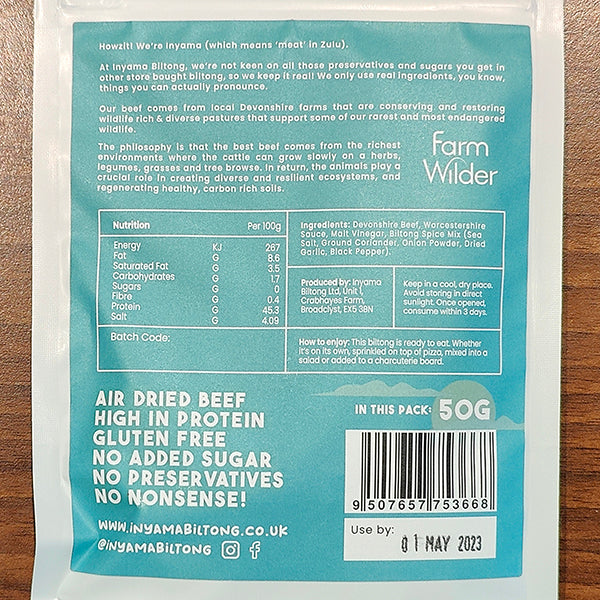 Howzit! We're Inyama (which means 'meat' in Zulu).
At Inyama Biltong, we're not keen on all those preservatives and sugars you get in
other store bought biltong, so we keep it real! We only use real ingredients, you know,
things you can actually pronounce.
Our beef comes from local Devonshire farms that are conserving and restoring
wildlife rich & diverse pastures that support some of our rarest and most endangered
wildlife.
The philosophy is that the best beef comes from the richest
environments where the cattle can grow slowly on a herbs,
legumes, grasses and tree browse. In return, the animals play a
crucial role in creating diverse and resilient ecosystems, and
regenerating healthy, carbon rich soils.
Farm
Wilder
Nutrition Per 100g
Energy KJ 267
Fat G 8.6
Saturated Fat G 3.5
Carbohydrates G 1.7
Sugars G 0
Fibre G 0.4
Protein G 45.3
Salt G 4.09
Batch Code:
Ingredients: Devonshire Beef, Worcestershire
Sauce, Malt Vinegar, Biltong Spice Mix (Sea
Salt, Ground Coriander, Onion Powder, Dried
Garlic, Black Pepper).
Produced by: Inyama
Biltong Ltd, Unit 1,
Crabhayes Farm,
Broadclyst, EX5 3BN
Keep in a cool, dry place.
Avoid storing in direct
sunlight. Once opened,
consume within 3 days.
How to enjoy: This biltong is ready to eat. Whether
it's on its own, sprinkled on top of pizza, mixed into a
salad or added to a charcuterie board.
AIR DRIED BEEF
HIGH IN PROTEIN
GLUTEN FREE
NO ADDED SUGAR
NO PRESERVATIVES
NO NONSENSE!
WWW.INYAMABILTONG.CO.UK
@INYAMABILTONG
IN THIS PACK: 50G
9 507657 753668
Use by:
01 MAY 2023